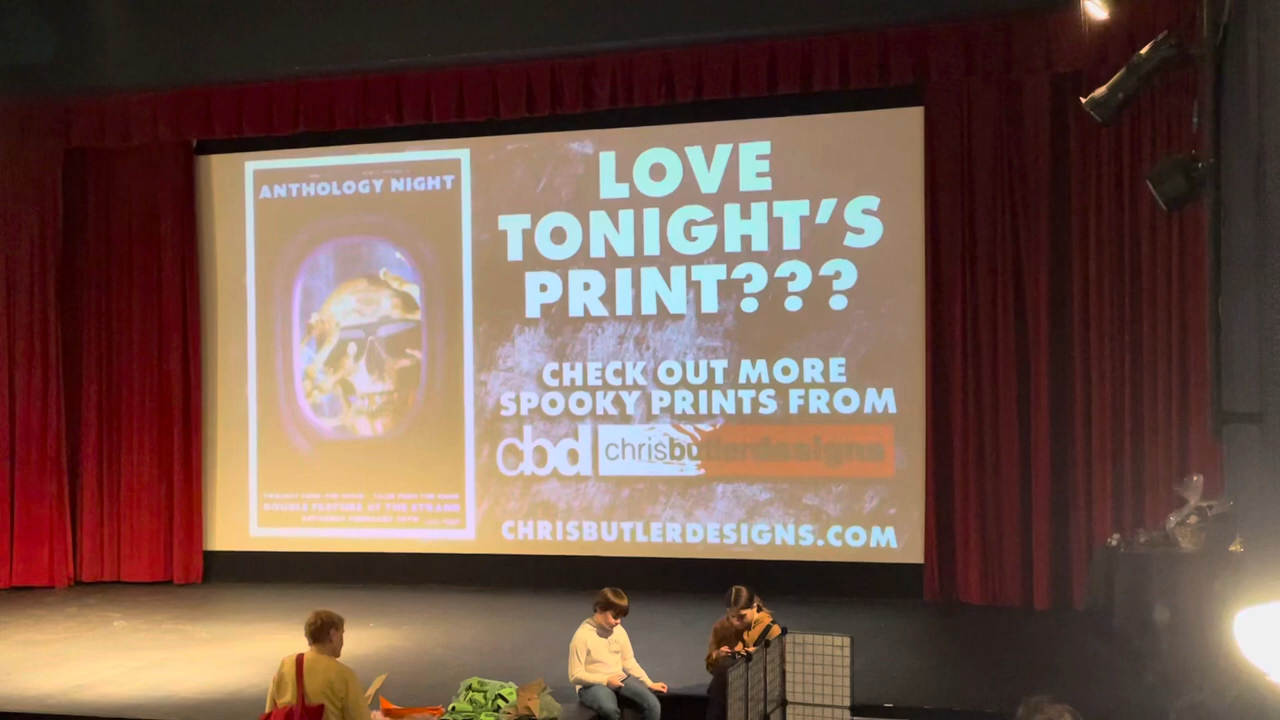 ANTHOLOGY NIGHT
DOUBLE FEATURE AT THE STRAND
LOVE
TONIGHT'S
PRINT???
CHECK OUT MORE
SPOOKY PRINTS FROM
cbd chrisbutlerdesigns
CHRISBUTLERDESIGNS.COM